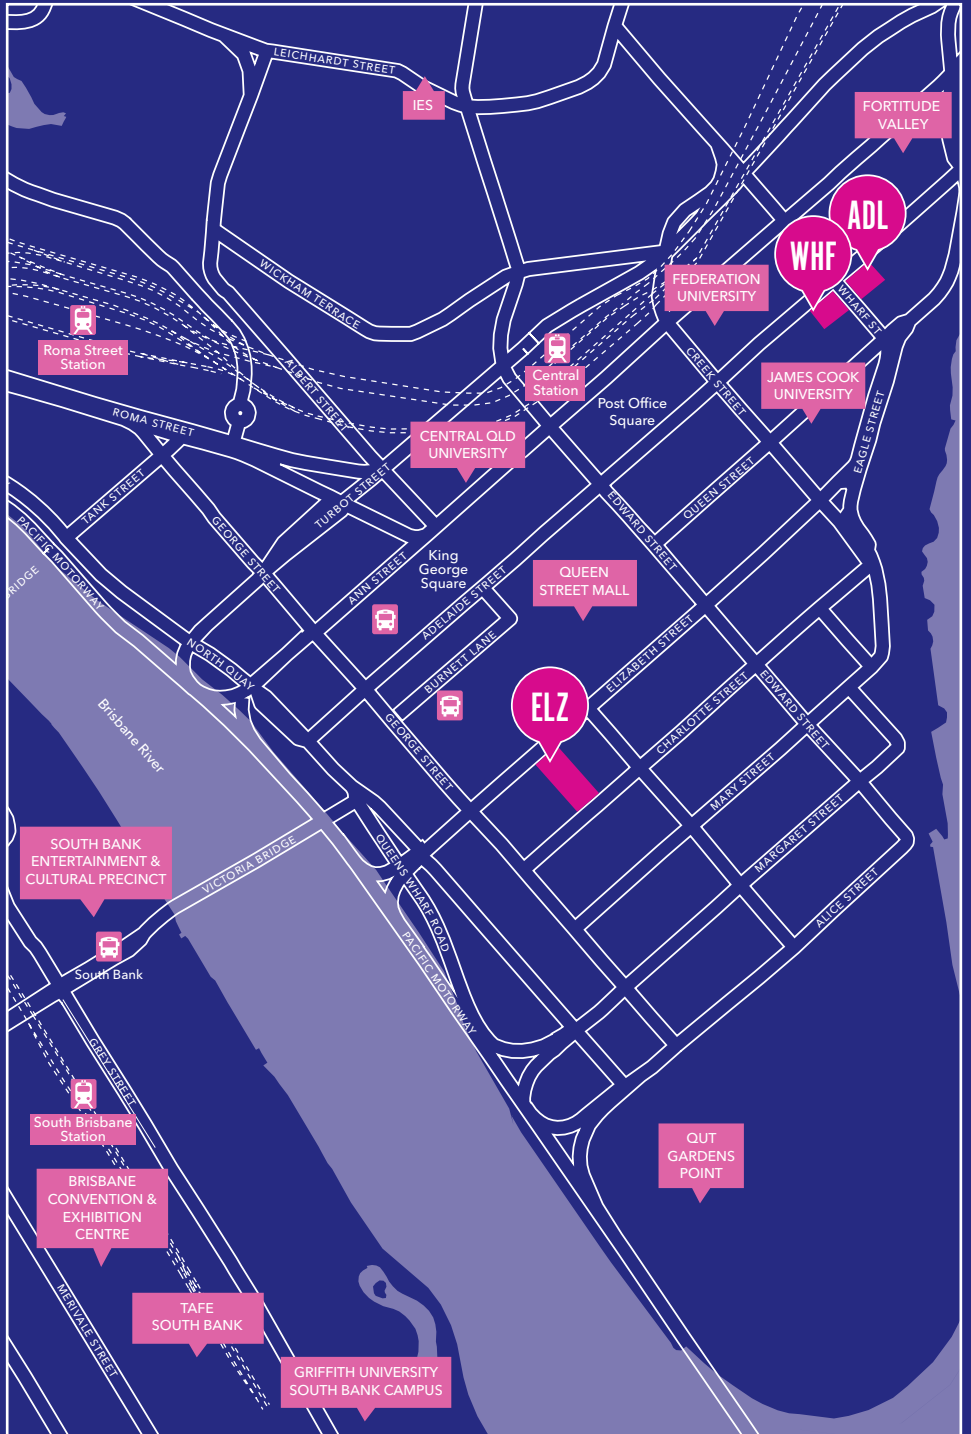 LEICHHARDT STREET
IES
FORTITUDE
VALLEY
ADL
WHF
WHARF ST
WICKHAM TERRACE
FEDERATION
UNIVERSITY
Roma Street
Station
ALBERT STREET
Central
Station
CREEK STREET
JAMES COOK
UNIVERSITY
EAGLE STREET
Post Office
Square
ROMA STREET
CENTRAL QLD
UNIVERSITY
TANK STREET
TURBOT STREET
QUEEN STREET
EDWARD STREET
PACIFIC MOTORWAY
GEORGE STREET
ANN STREET
King
George
Square
ADELAIDE STREET
QUEEN
STREET MALL
RIDGE
NORTH QUAY
BURNETT LANE
ELIZABETH STREET
ELZ
CHARLOTTE STREET
EDWARD STREET
Brisbane River
GEORGE STREET
MARY STREET
MARGARET STREET
SOUTH BANK
ENTERTAINMENT &
CULTURAL PRECINCT
VICTORIA BRIDGE
QUEENS WHARF ROAD
ALICE STREET
South Bank
PACIFIC MOTORWAY
GREY STREET
South Brisbane
Station
QUT
GARDENS
POINT
BRISBANE
CONVENTION &
EXHIBITION
CENTRE
MERIVALE STREET
TAFE
SOUTH BANK
GRIFFITH UNIVERSITY
SOUTH BANK CAMPUS